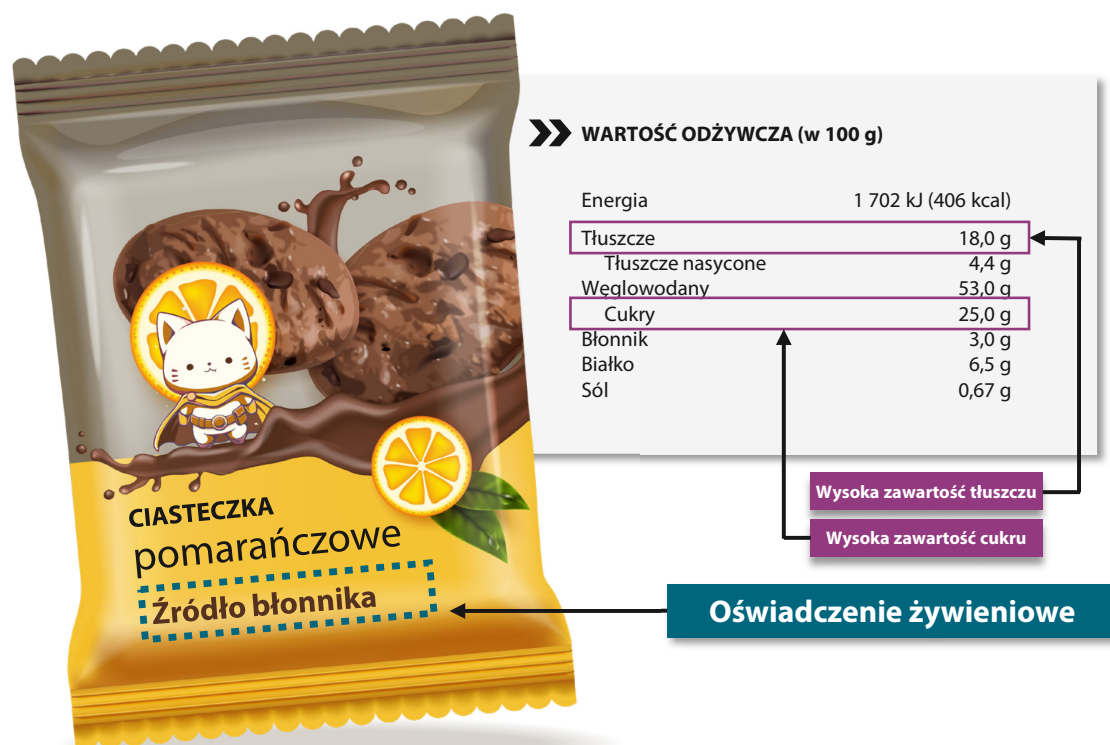 WARTOŚĆ ODŻYWCZA (w 100 g)
Energia 1 702 kJ (406 kcal)
Tłuszcze 18,0 g
Tłuszcze nasycone 4,4 g
Węglowodany 53,0 g
Cukry 25,0 g
Błonnik 3,0 g
Białko 6,5 g
Sól 0,67 g
Wysoka zawartość tłuszczu
Wysoka zawartość cukru
CIASTECZKA
pomarańczowe
Źródło błonnika
Oświadczenie żywieniowe